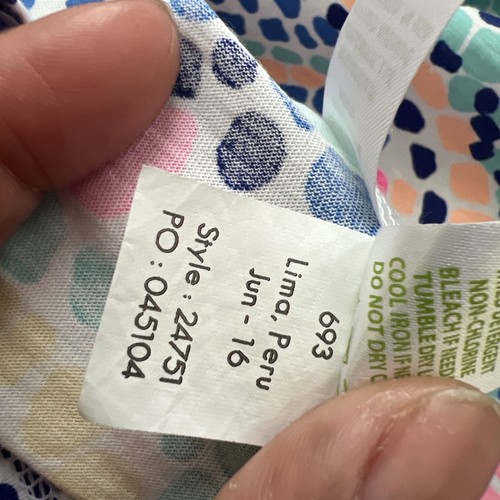 693
Lima, Peru
Jun - 16
Style : 24751
PO : 045104
NON-CHLORINE
BLEACH IF NEEDED
TUMBLE DRY
COOL IRON IF
DO NOT DRY